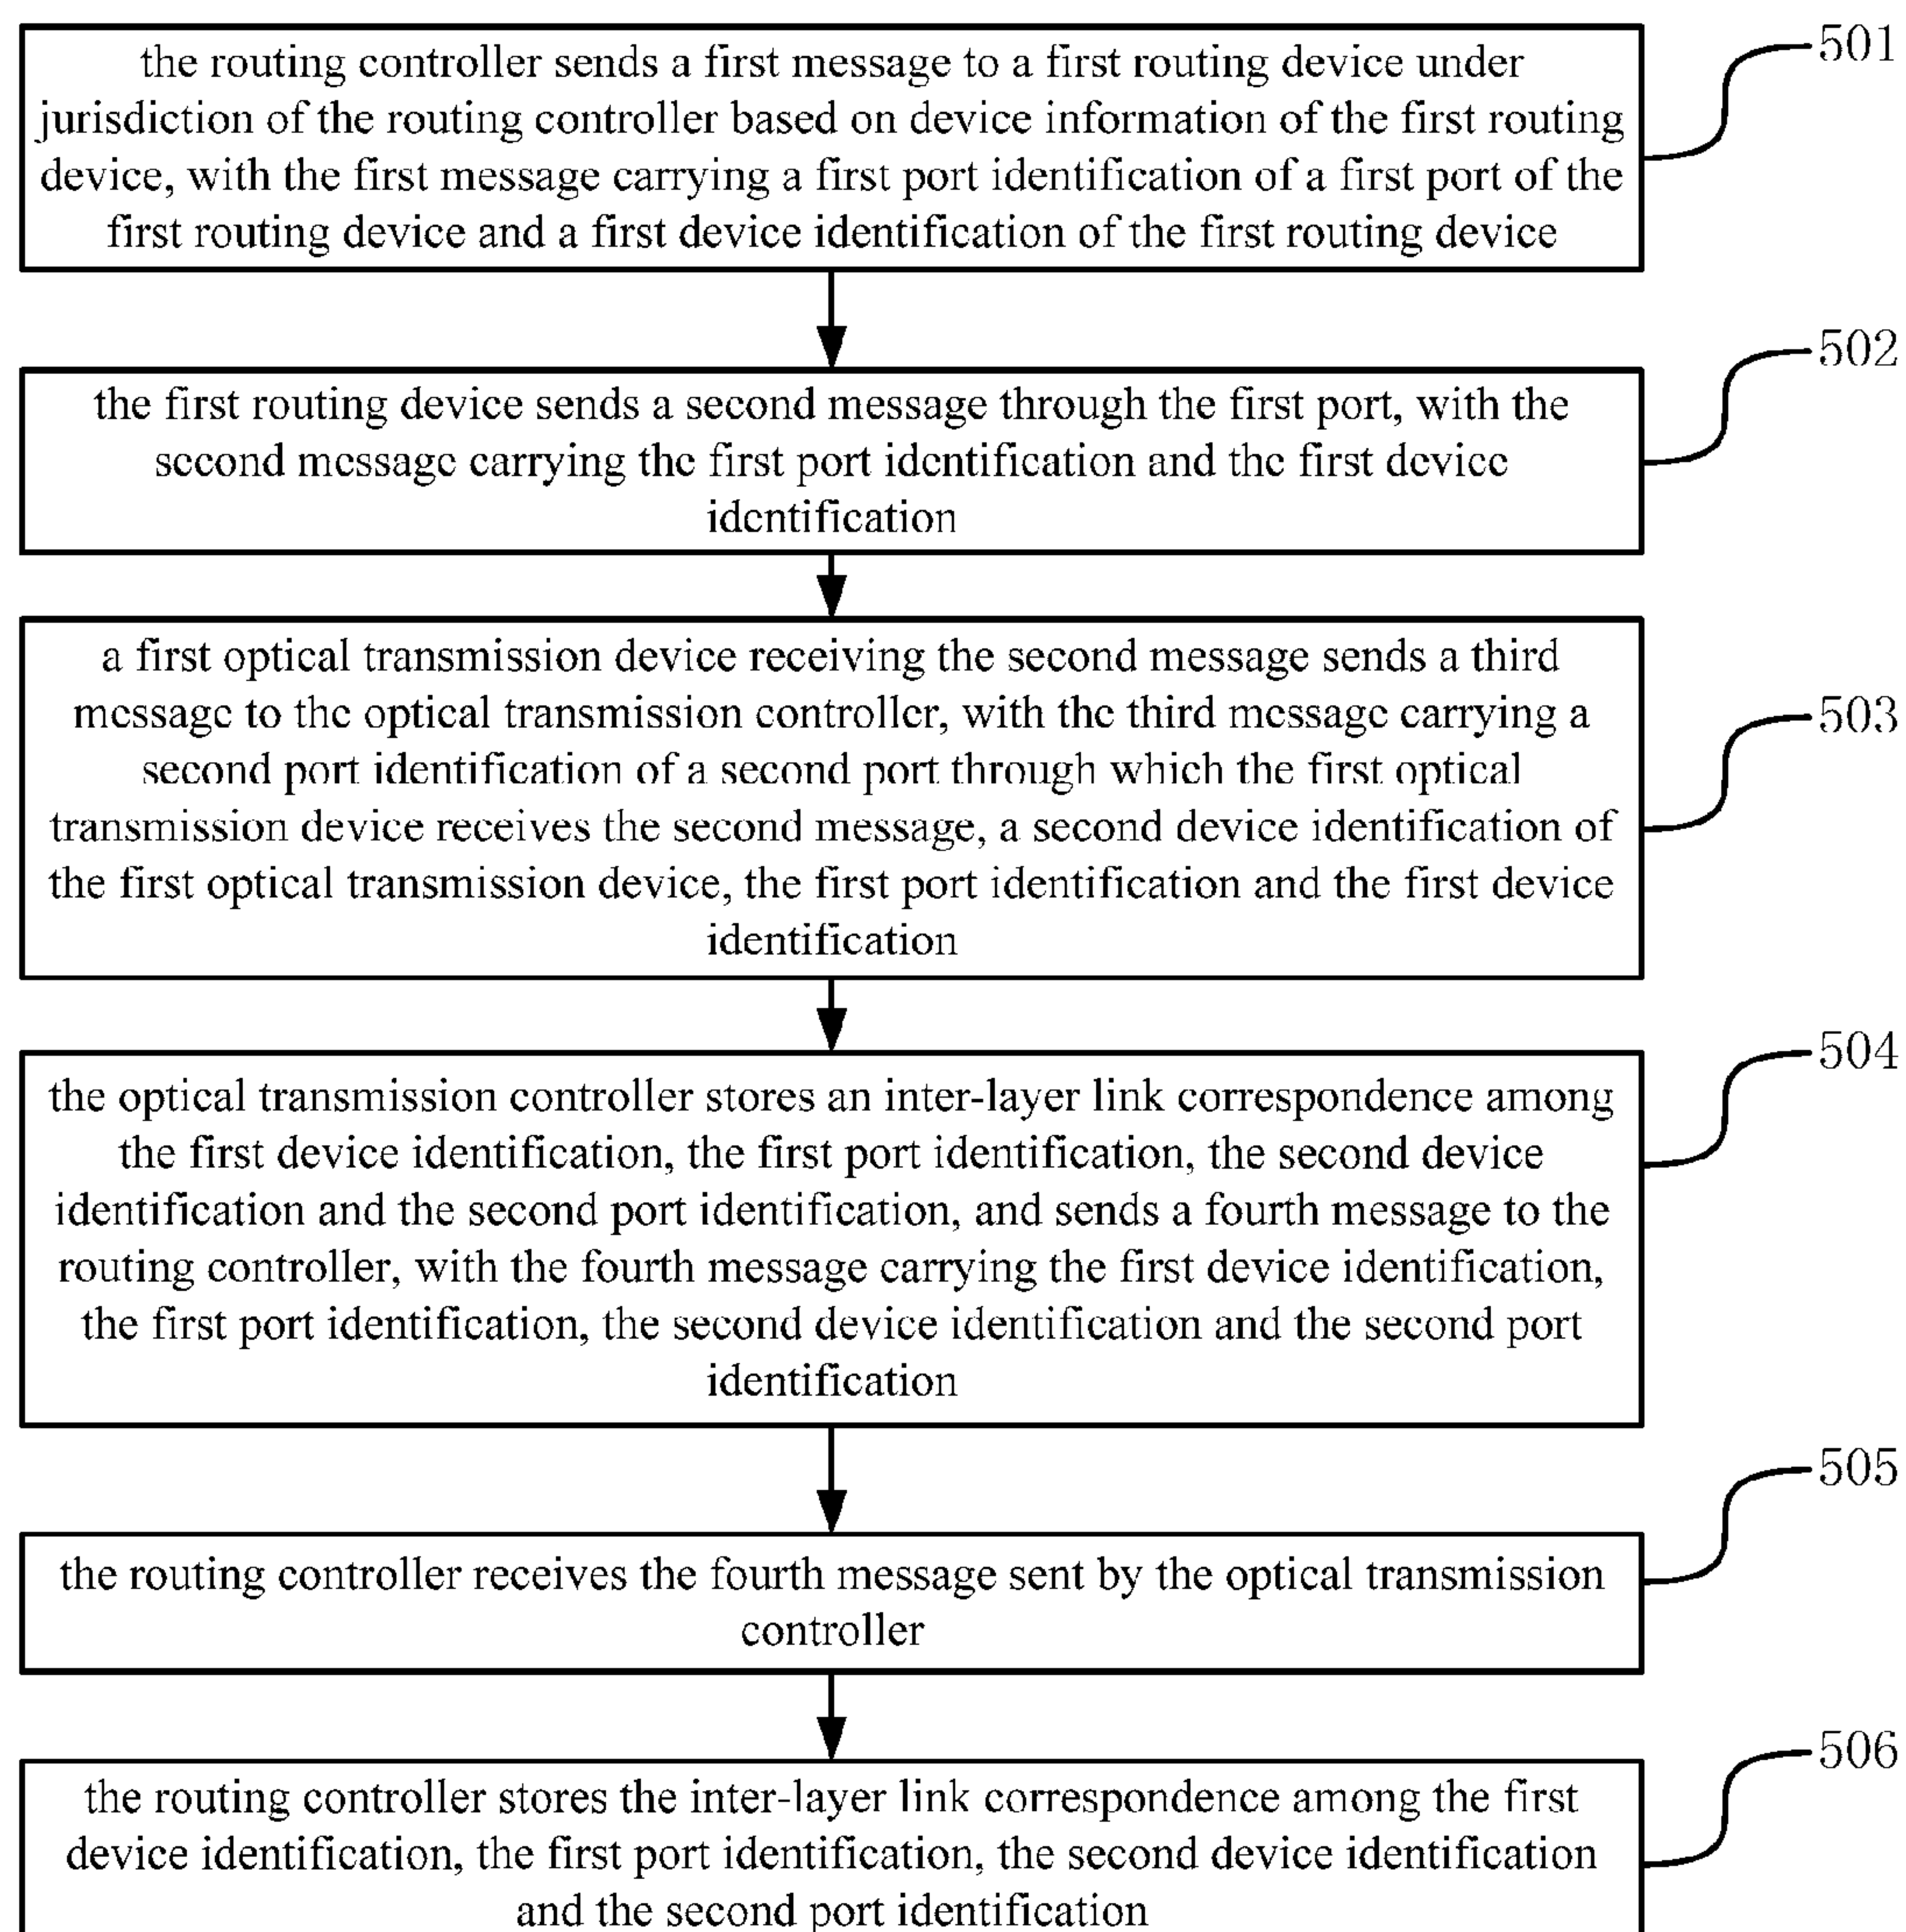 the routing controller sends a first message to a first routing device under
jurisdiction of the routing controller based on device information of the first routing
device, with the first message carrying a first port identification of a first port of the
first routing device and a first device identification of the first routing device
501
the first routing device sends a second message through the first port, with the
second message carrying the first port identification and the first device
identification
502
a first optical transmission device receiving the second message sends a third
message to the optical transmission controller, with the third message carrying a
second port identification of a second port through which the first optical
transmission device receives the second message, a second device identification of
the first optical transmission device, the first port identification and the first device
identification
503
the optical transmission controller stores an inter-layer link correspondence among
the first device identification, the first port identification, the second device
identification and the second port identification, and sends a fourth message to the
routing controller, with the fourth message carrying the first device identification,
the first port identification, the second device identification and the second port
identification
504
the routing controller receives the fourth message sent by the optical transmission
controller
505
the routing controller stores the inter-layer link correspondence among the first
device identification, the first port identification, the second device identification
and the second port identification
506